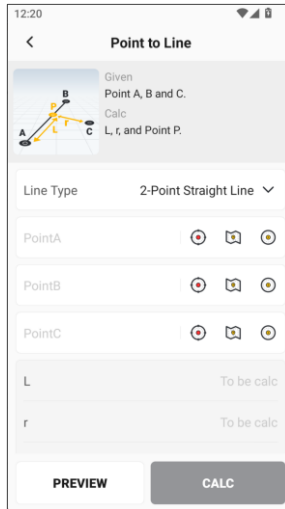 12:20
Point to Line
Given
Point A, B and C.
Calc
L, r, and Point P.
B
P
r
L
A
C
Line Type 2-Point Straight Line
PointA
PointB
PointC
L To be calc
r To be calc
PREVIEW CALC